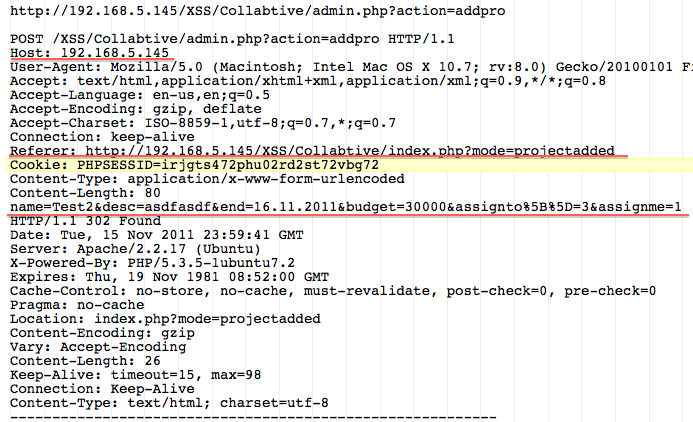 http://192.168.5.145/XSS/Collabtive/admin.php?action=addpro
POST /XSS/Collabtive/admin.php?action=addpro HTTP/1.1
Host: 192.168.5.145
User-Agent: Mozilla/5.0 (Macintosh; Intel Mac OS X 10.7; rv:8.0) Gecko/20100101 Fi
Accept: text/html,application/xhtml+xml,application/xml;q=0.9,*/*;q=0.8
Accept-Language: en-us,en;q=0.5
Accept-Encoding: gzip, deflate
Accept-Charset: ISO-8859-1,utf-8;q=0.7,*;q=0.7
Connection: keep-alive
Referer: http://192.168.5.145/XSS/Collabtive/index.php?mode=projectadded
Cookie: PHPSESSID=irjgts472phu02rd2st72vbg72
Content-Type: application/x-www-form-urlencoded
Content-Length: 80
name=Test2&desc=asdfasdf&end=16.11.2011&budget=30000&assignto%5B%5D=3&assignme=1
HTTP/1.1 302 Found
Date: Tue, 15 Nov 2011 23:59:41 GMT
Server: Apache/2.2.17 (Ubuntu)
X-Powered-By: PHP/5.3.5-1ubuntu7.2
Expires: Thu, 19 Nov 1981 08:52:00 GMT
Cache-Control: no-store, no-cache, must-revalidate, post-check=0, pre-check=0
Pragma: no-cache
Location: index.php?mode=projectadded
Content-Encoding: gzip
Vary: Accept-Encoding
Content-Length: 26
Keep-Alive: timeout=15, max=98
Connection: Keep-Alive
Content-Type: text/html; charset=utf-8
----------------------------------------------------------